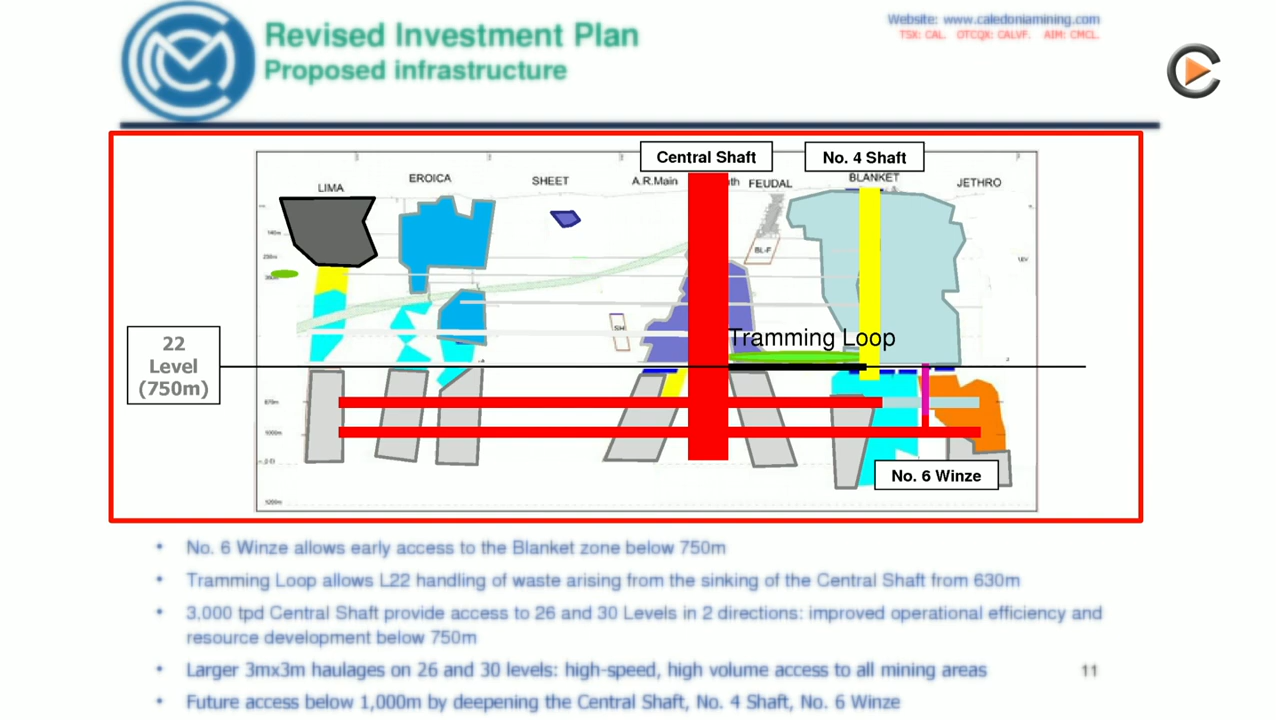 Revised Investment Plan
Proposed infrastructure
Website: www.caledoniamining.com
TSX: CAL. OTCQX: CALVF. AIM: CMCL.
Central Shaft
No. 4 Shaft
LIMA
EROICA
SHEET
A.R.Main
FEUDAL
BLANKET
JETHRO
BL-F
Tramming Loop
22
Level
(750m)
No. 6 Winze
• No. 6 Winze allows early access to the Blanket zone below 750m
• Tramming Loop allows L22 handling of waste arising from the sinking of the Central Shaft from 630m
• 3,000 tpd Central Shaft provide access to 26 and 30 Levels in 2 directions: improved operational efficiency and
resource development below 750m
• Larger 3mx3m haulages on 26 and 30 levels: high-speed, high volume access to all mining areas
11
• Future access below 1,000m by deepening the Central Shaft, No. 4 Shaft, No. 6 Winze